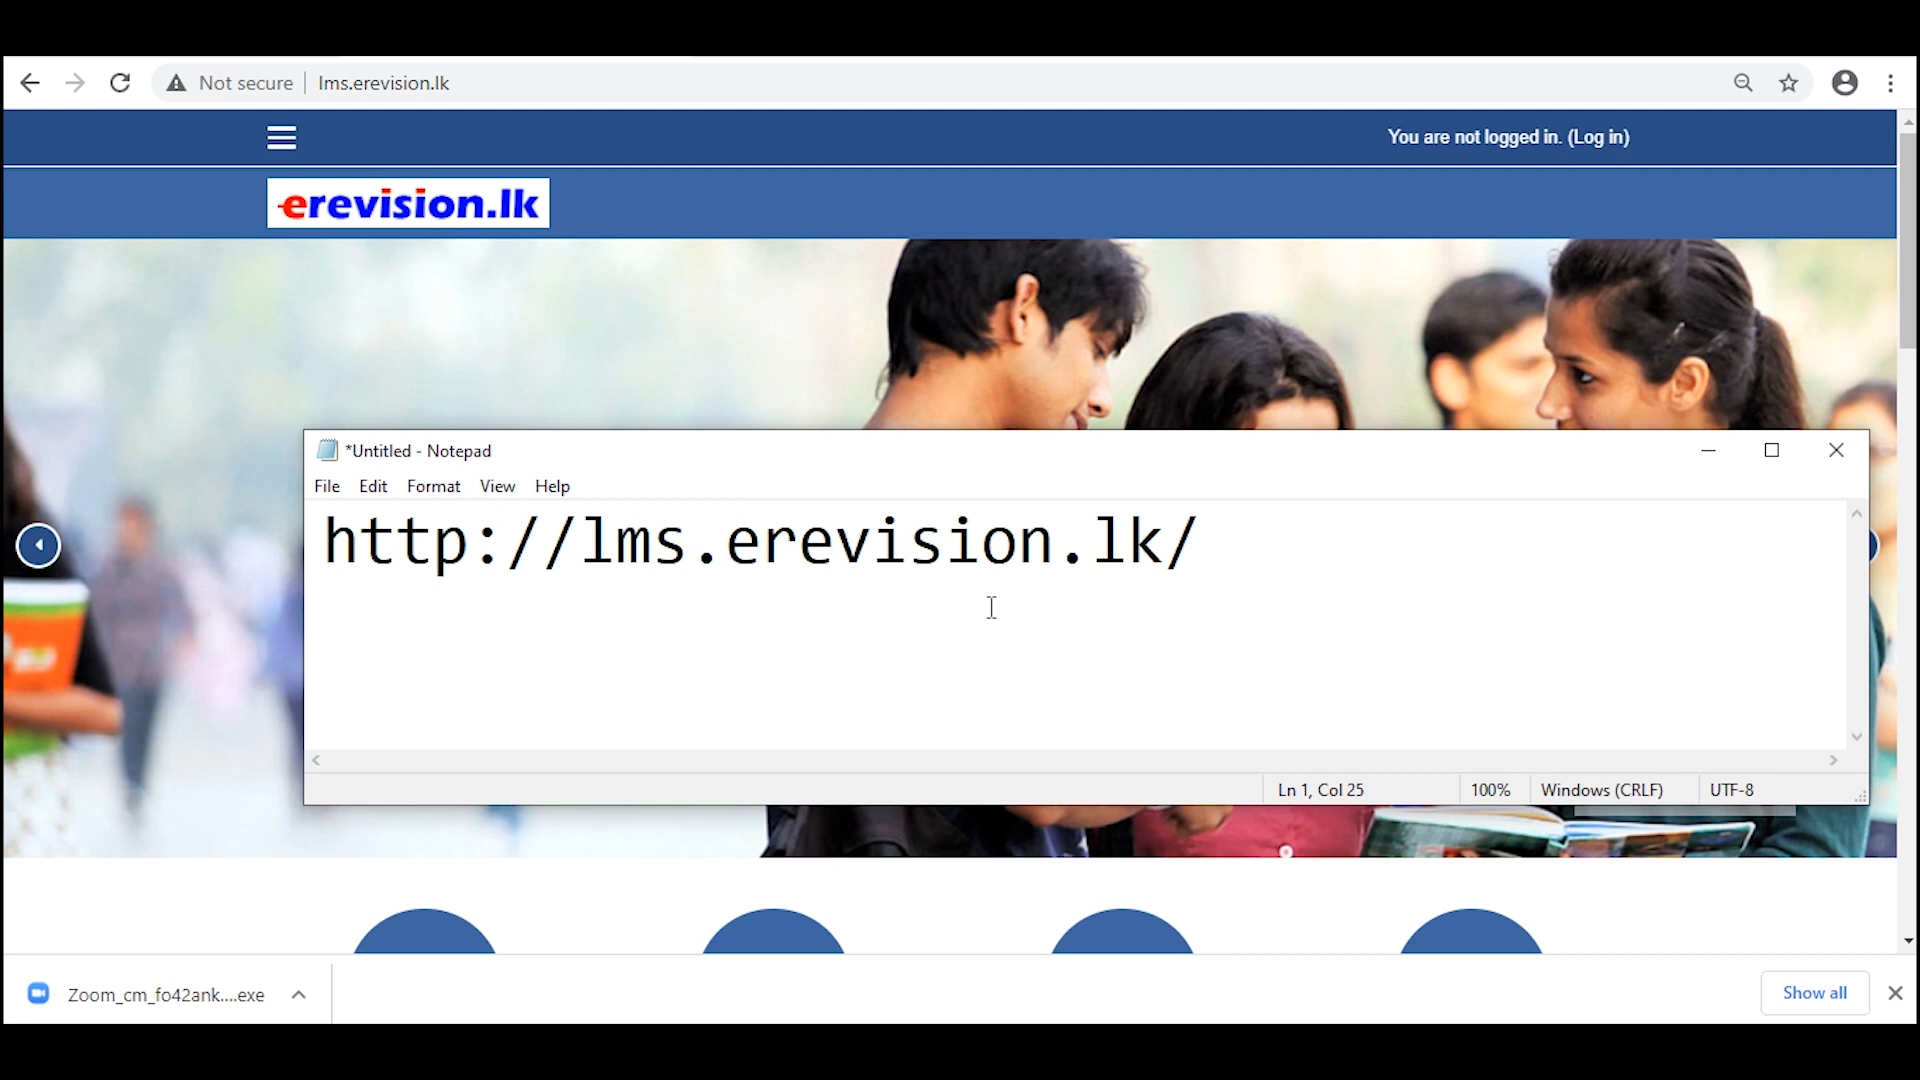 Not secure
lms.erevision.lk
You are not logged in. (Log in)
erevision.lk
*Untitled - Notepad
File Edit Format View Help
http://lms.erevision.lk/
Ln 1, Col 25
100%
Windows (CRLF)
UTF-8
Zoom_cm_fo42ank....exe
Show all